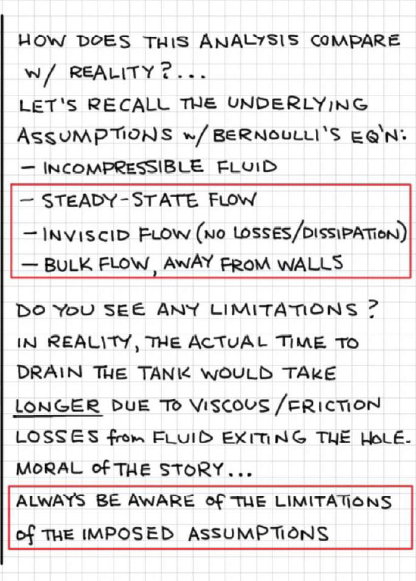 HOW DOES THIS ANALYSIS COMPARE
W/ REALITY?...
LET'S RECALL THE UNDERLYING
ASSUMPTIONS W/BERNOULLI'S EQ'N:
- INCOMPRESSIBLE FLUID
- STEADY-STATE FLOW
- INVISCID FLOW (NO LOSSES/DISSIPATION)
- BULK FLOW, AWAY FROM WALLS
DO YOU SEE ANY LIMITATIONS?
IN REALITY, THE ACTUAL TIME TO
DRAIN THE TANK WOULD TAKE
LONGER DUE TO VISCOUS/FRICTION
LOSSES from FLUID EXITING THE HOLE.
MORAL of THE STORY...
ALWAYS BE AWARE of THE LIMITATIONS
of THE IMPOSED ASSUMPTIONS